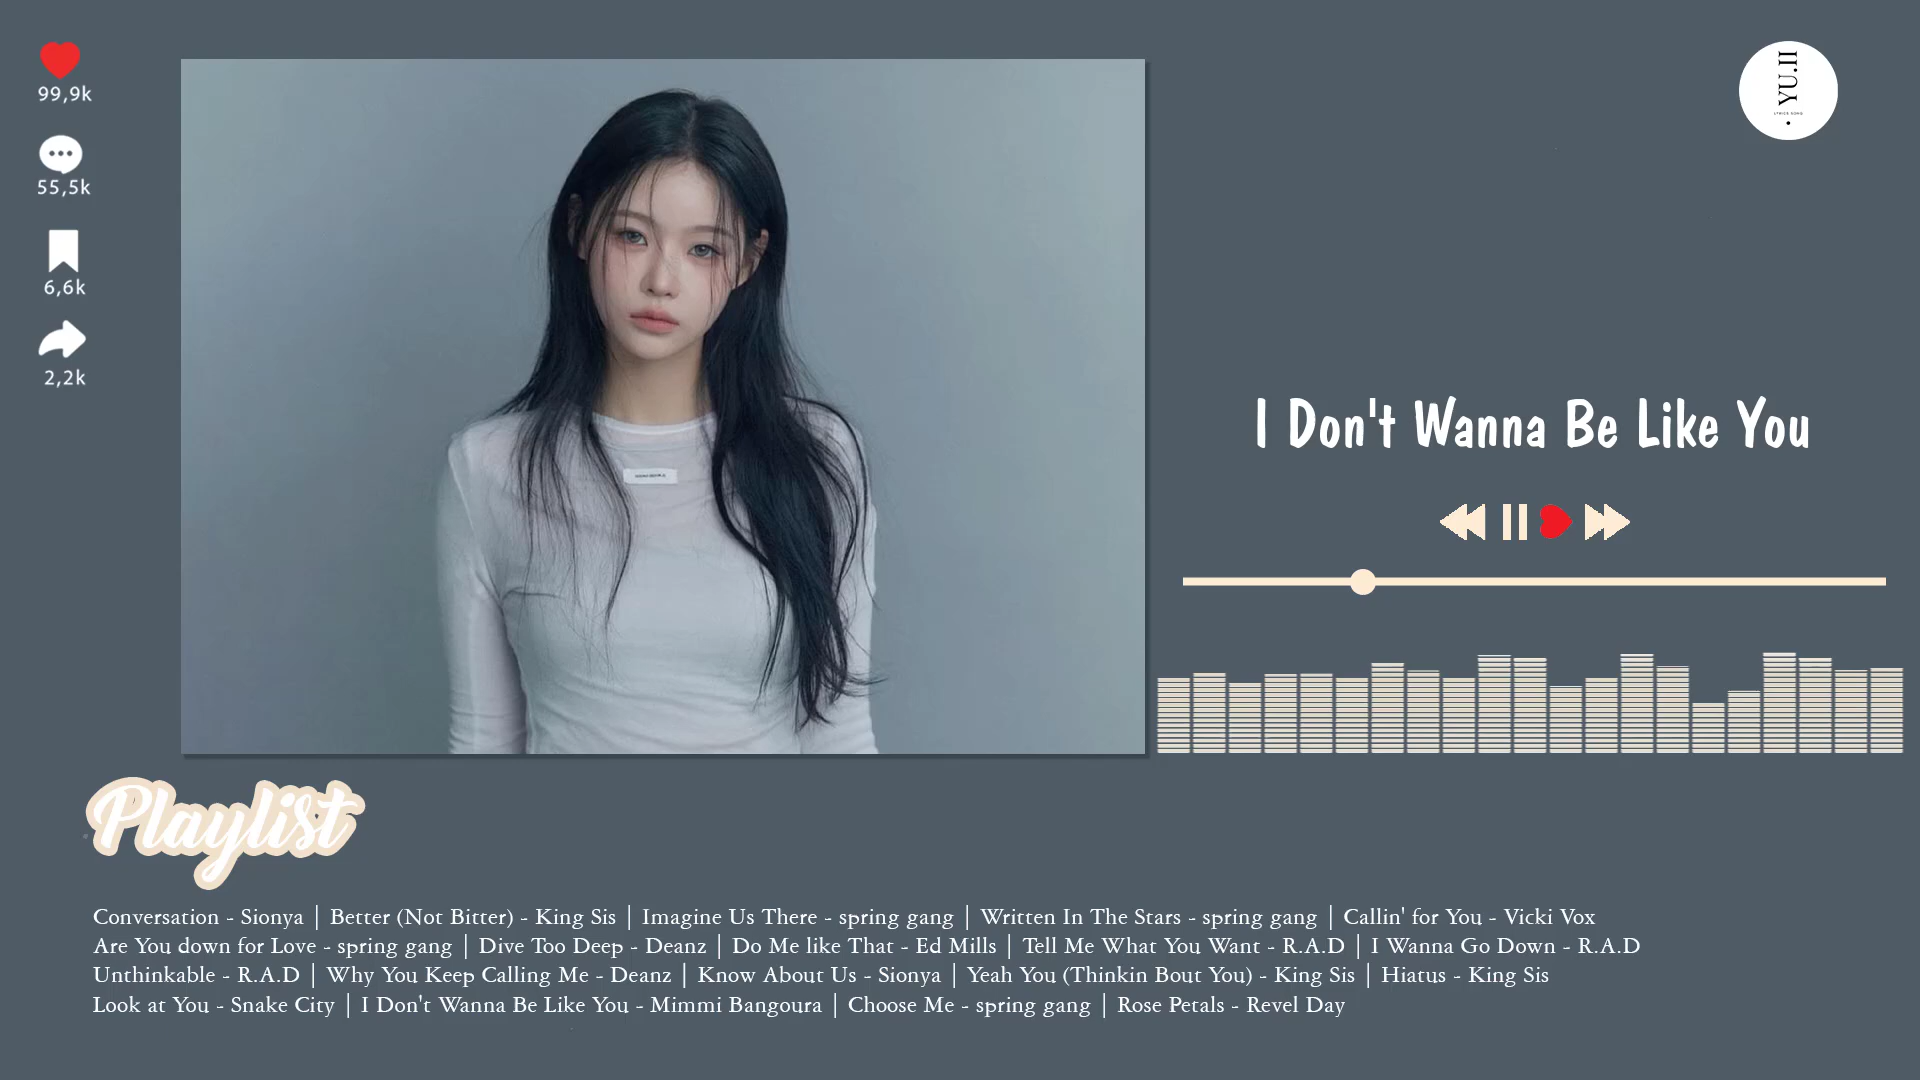 99,9k
55,5k
6,6k
2,2k
YU.II
LYRICS SONG
I Don't Wanna Be Like You
Playlist
Conversation - Sionya | Better (Not Bitter) - King Sis | Imagine Us There - spring gang | Written In The Stars - spring gang | Callin' for You - Vicki Vox
Are You down for Love - spring gang | Dive Too Deep - Deanz | Do Me like That - Ed Mills | Tell Me What You Want - R.A.D | I Wanna Go Down - R.A.D
Unthinkable - R.A.D | Why You Keep Calling Me - Deanz | Know About Us - Sionya | Yeah You (Thinkin Bout You) - King Sis | Hiatus - King Sis
Look at You - Snake City | I Don't Wanna Be Like You - Mimmi Bangoura | Choose Me - spring gang | Rose Petals - Revel Day